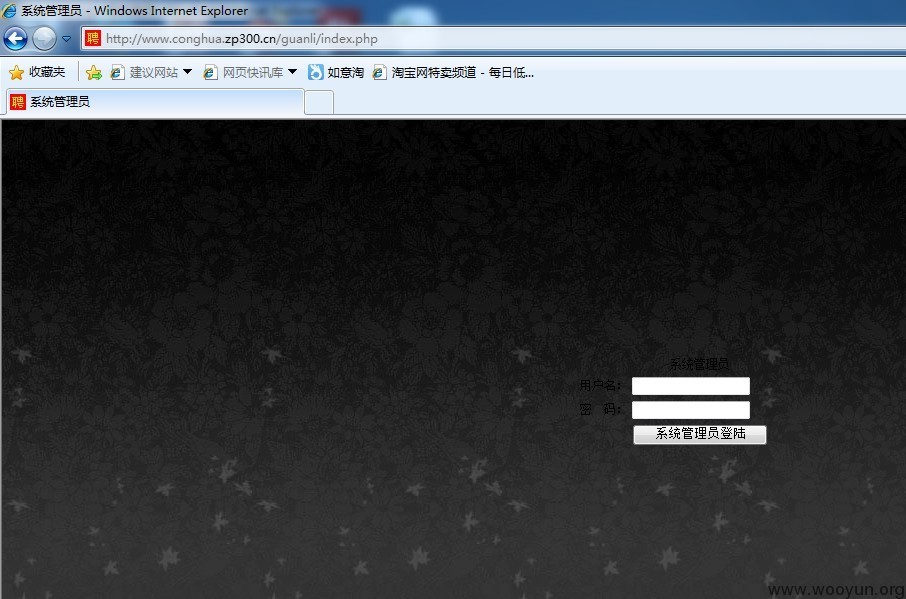 系统管理员 - Windows Internet Explorer
聘 http://www.conghua.zp300.cn/guanli/index.php
收藏夹 建议网站 网页快讯库 如意淘 淘宝网特卖频道 - 每日低...
聘 系统管理员
系统管理员
用户名:
密 码:
系统管理员登陆
www.wooyun.org